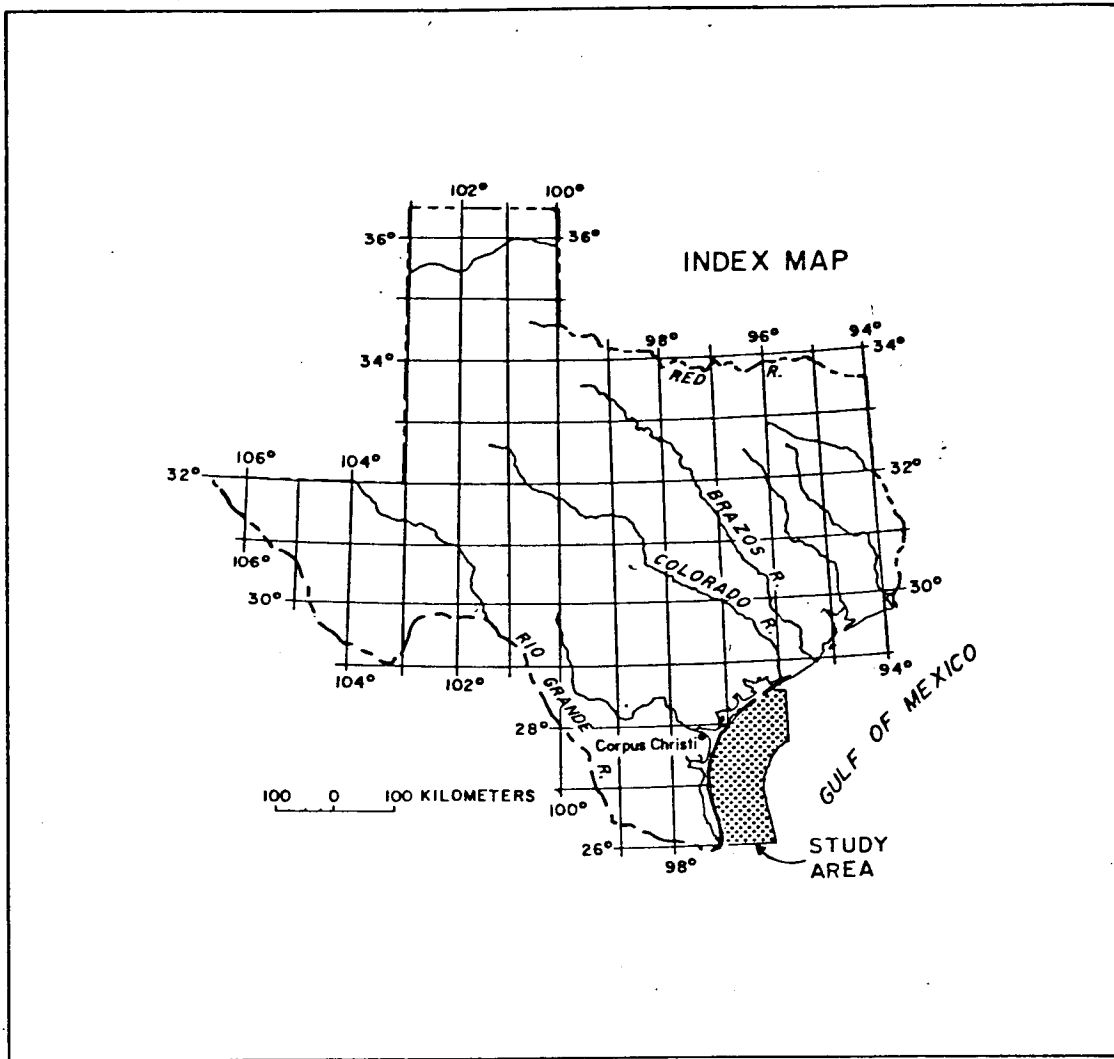 102° 100°
36° 36°
INDEX MAP
98° 96° 94°
34° 34°
RED R.
106° 104°
32° 32°
BRAZOS R.
106°
COLORADO R.
30° 30°
RIO GRANDE R.
104° 102° 94°
GULF OF MEXICO
28°
Corpus Christi
100 0 100 KILOMETERS
100°
26° 98°
STUDY
AREA